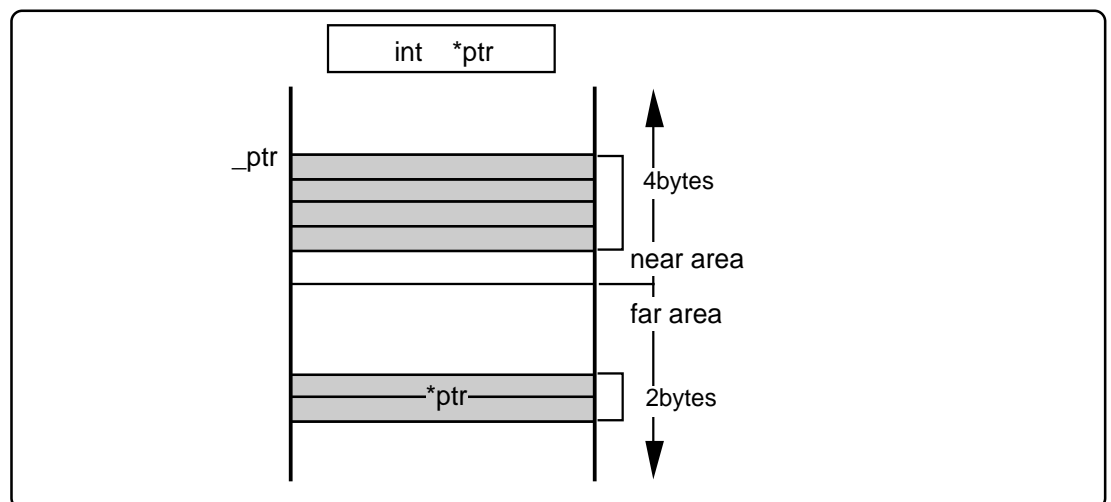 int *ptr
_ptr
4bytes
near area
far area
*ptr
2bytes